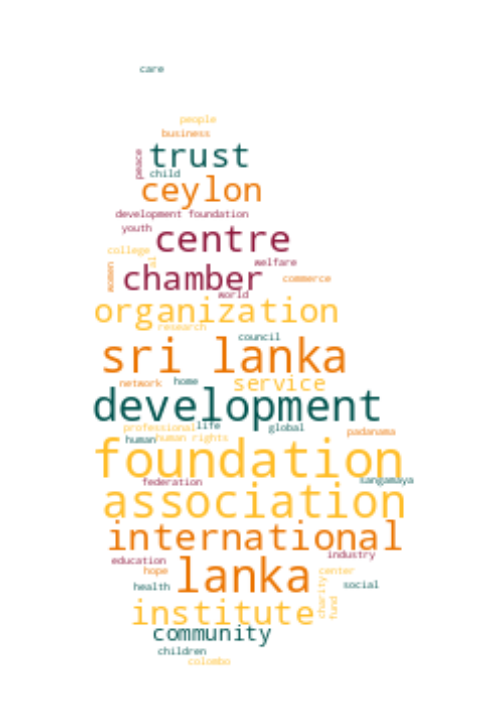 care
people
business
trust
peace
child
ceylon
development foundation
youth
centre
college
al
welfare
women
chamber
commerce
world
organization
research
council
sri lanka
network
home
service
development
professional
life
global
padanama
human
human rights
foundation
federation
sangamaya
association
international
education
industry
hope
lanka
center
health
charity
social
fund
institute
community
children
colombo